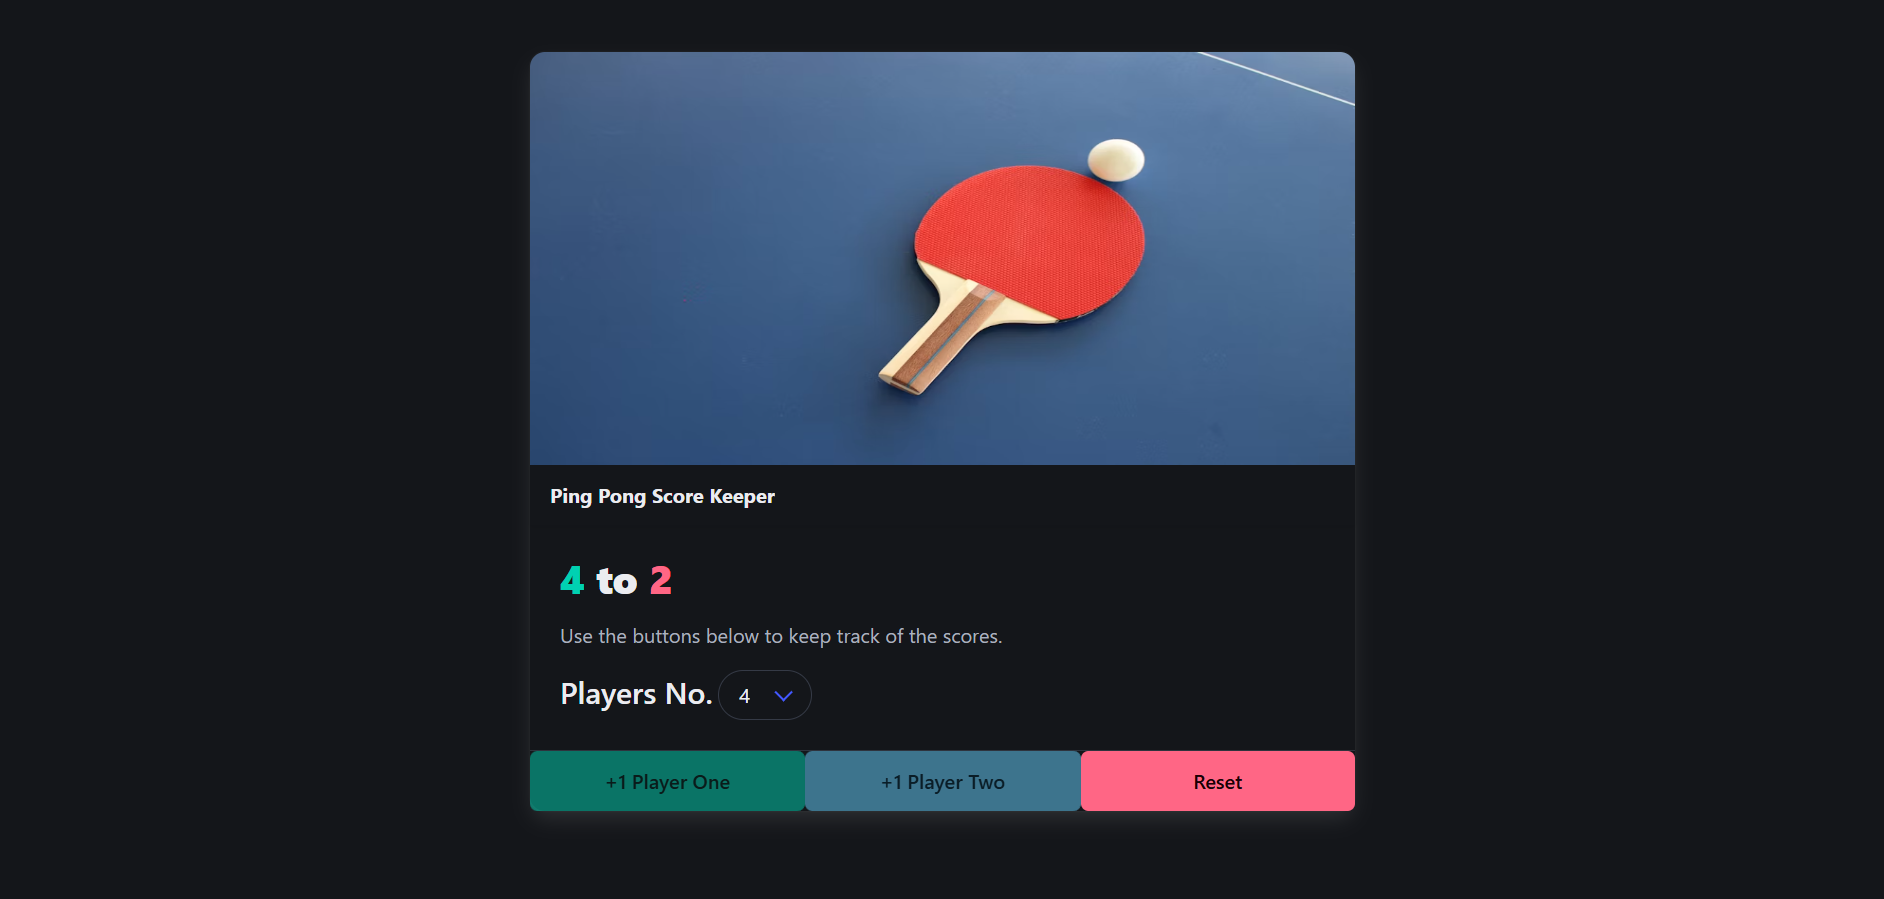 Ping Pong Score Keeper
4 to 2
Use the buttons below to keep track of the scores.
Players No. 4
+1 Player One
+1 Player Two
Reset